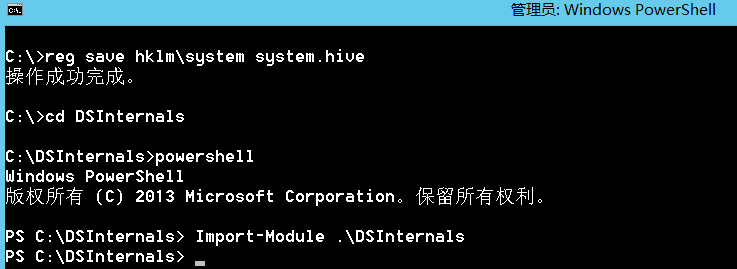 管理员: Windows PowerShell
C:\>reg save hklm\system system.hive
操作成功完成。
C:\>cd DSInternals
C:\DSInternals>powershell
Windows PowerShell
版权所有 (C) 2013 Microsoft Corporation。保留所有权利。
PS C:\DSInternals> Import-Module .\DSInternals
PS C:\DSInternals> _